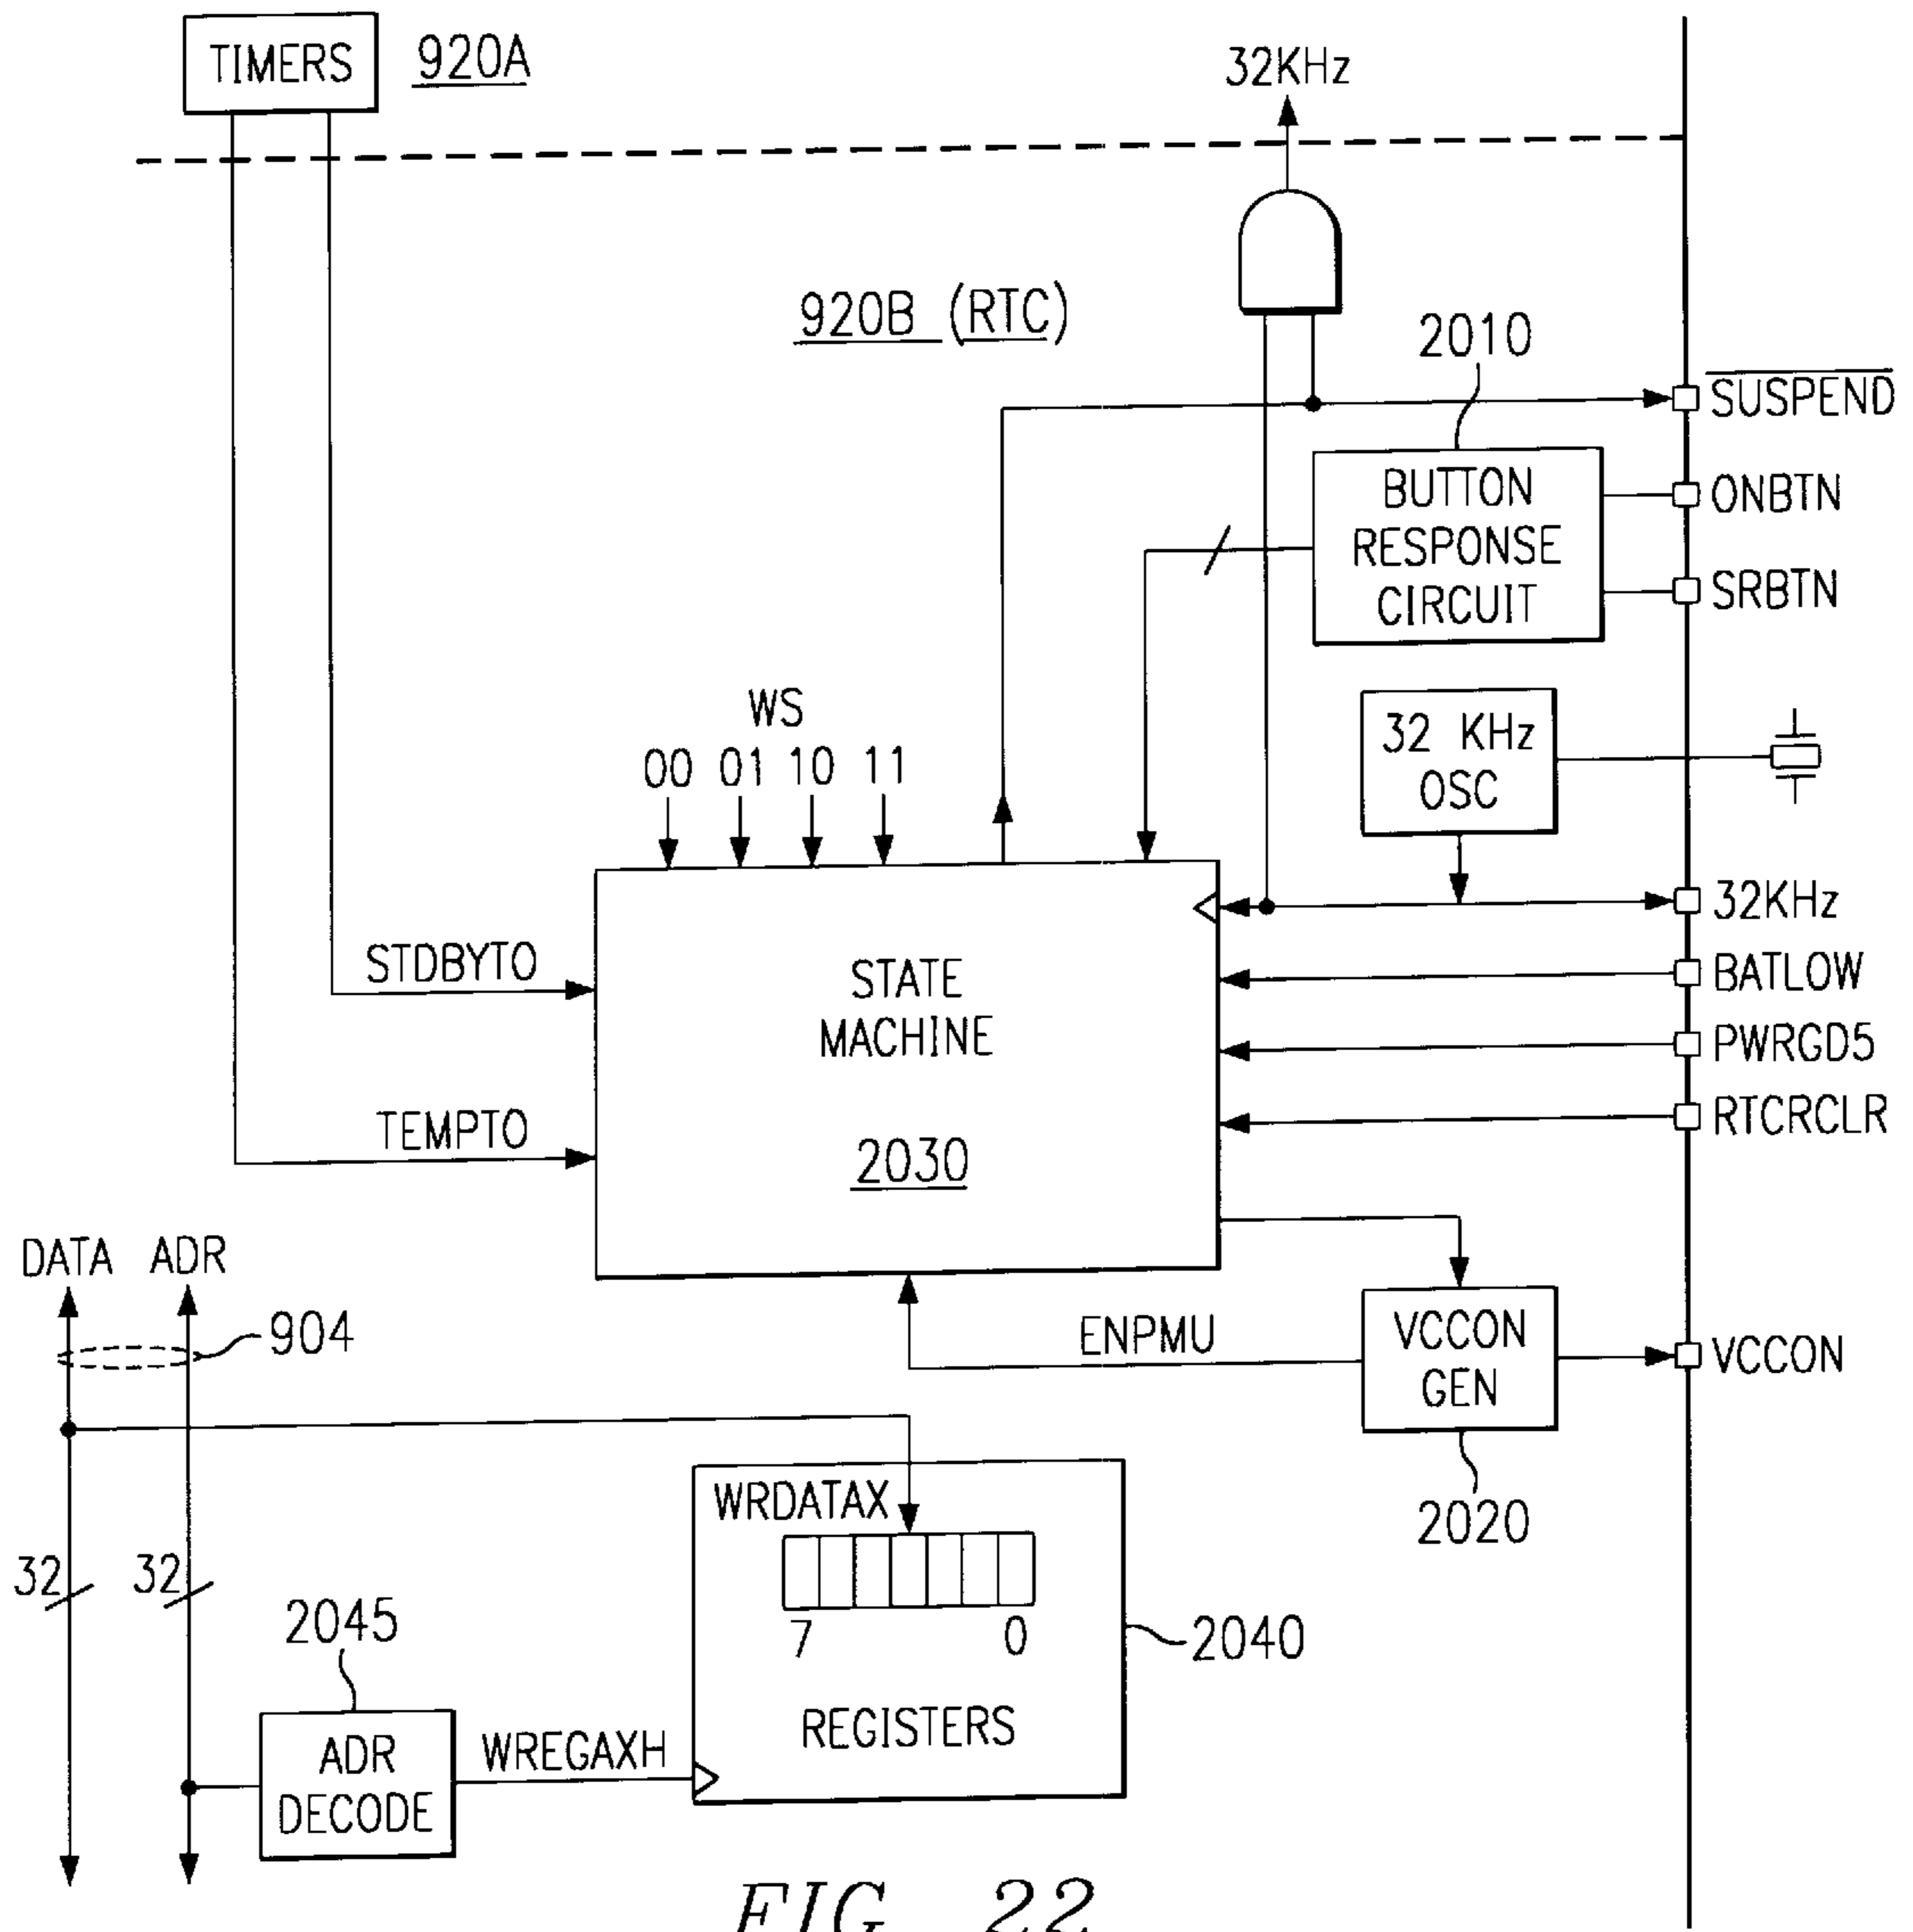 TIMERS
920A
32KHz
920B (RTC)
2010
SUSPEND
BUTTON
RESPONSE
CIRCUIT
ONBTN
SRBTN
WS
00 01 10 11
32 KHz
OSC
32KHz
STDBYTO
STATE
MACHINE
2030
BATLOW
PWRGD5
RTCRCLR
TEMPTO
DATA ADR
904
ENPMU
VCCON
GEN
VCCON
2020
WRDATAX
7 0
REGISTERS
2040
32 32
2045
ADR
DECODE
WREGAXH
FIG 22